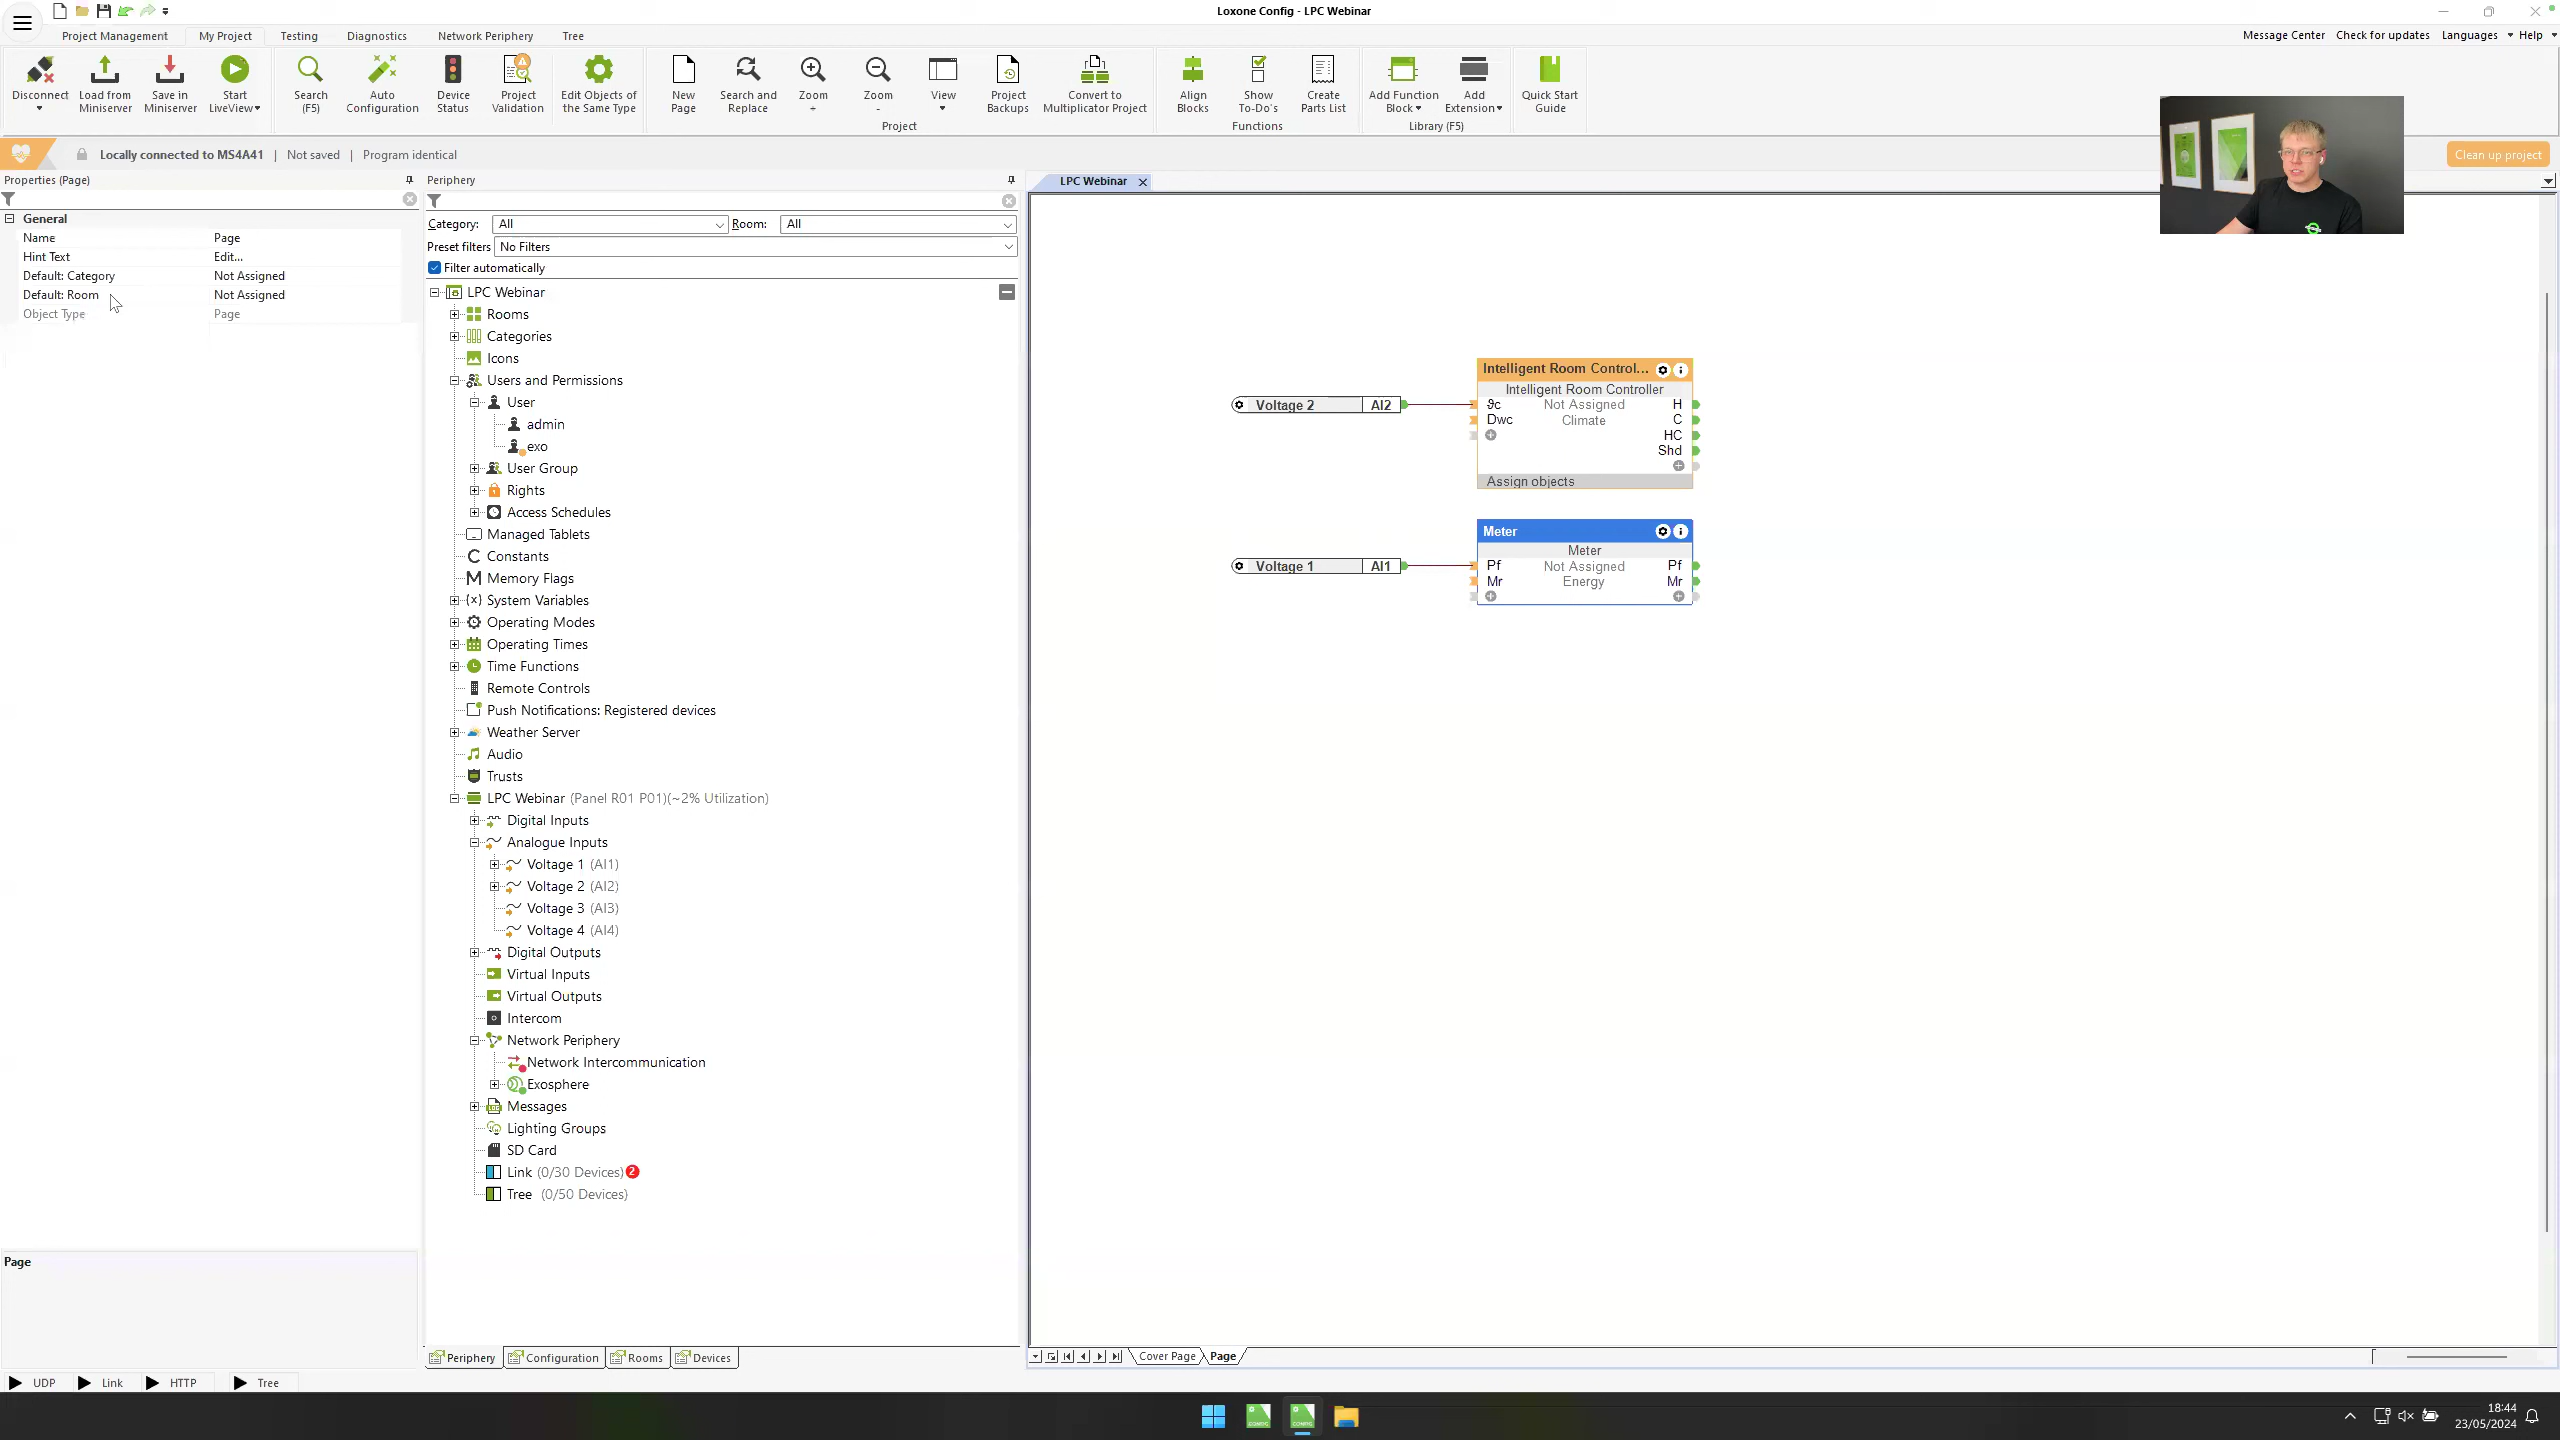 Loxone Config - LPC Webinar
Project Management My Project Testing Diagnostics Network Periphery Tree
Message Center Check for updates Languages Help
Disconnect
Load from Miniserver
Save in Miniserver
Start LiveView
Search (F5)
Auto Configuration
Device Status
Project Validation
Edit Objects of the Same Type
New Page
Search and Replace
Zoom +
Zoom -
View
Project Backups
Convert to Multiplicator Project
Project
Align Blocks
Show To-Do's
Create Parts List
Functions
Add Function Block
Add Extension
Library (F5)
Quick Start Guide
Locally connected to MS4A41 | Not saved | Program identical
Clean up project
Properties (Page)
General
Name Page
Hint Text Edit...
Default: Category Not Assigned
Default: Room Not Assigned
Object Type Page
Page
Periphery
Category: All Room: All
Preset filters No Filters
Filter automatically
LPC Webinar
Rooms
Categories
Icons
Users and Permissions
User
admin
exo
User Group
Rights
Access Schedules
Managed Tablets
Constants
Memory Flags
System Variables
Operating Modes
Operating Times
Time Functions
Remote Controls
Push Notifications: Registered devices
Weather Server
Audio
Trusts
LPC Webinar (Panel R01 P01)(~2% Utilization)
Digital Inputs
Analogue Inputs
Voltage 1 (AI1)
Voltage 2 (AI2)
Voltage 3 (AI3)
Voltage 4 (AI4)
Digital Outputs
Virtual Inputs
Virtual Outputs
Intercom
Network Periphery
Network Intercommunication
Exosphere
Messages
Lighting Groups
SD Card
Link (0/30 Devices) 2
Tree (0/50 Devices)
Periphery Configuration Rooms Devices
LPC Webinar
Intelligent Room Control...
Intelligent Room Controller
Voltage 2 AI2
ϑc Not Assigned H
Dwc Climate C
HC
Shd
Assign objects
Meter
Meter
Voltage 1 AI1
Pf Not Assigned Pf
Mr Energy Mr
Cover Page Page
UDP Link HTTP Tree
18:44
23/05/2024